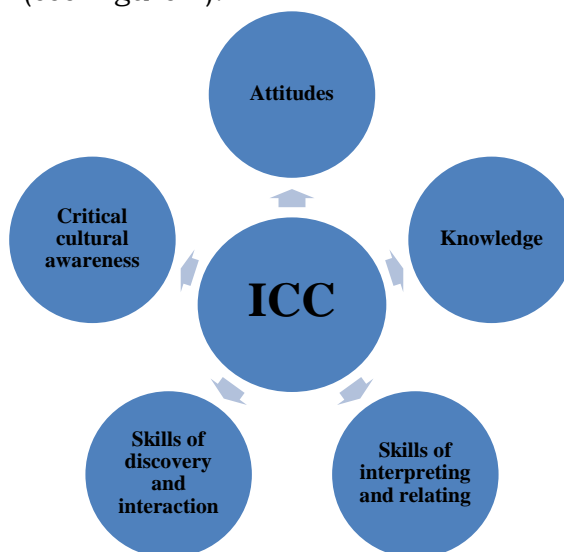 Attitudes
Critical
cultural
awareness
Knowledge
ICC
Skills of
discovery
and
interaction
Skills of
interpreting
and relating